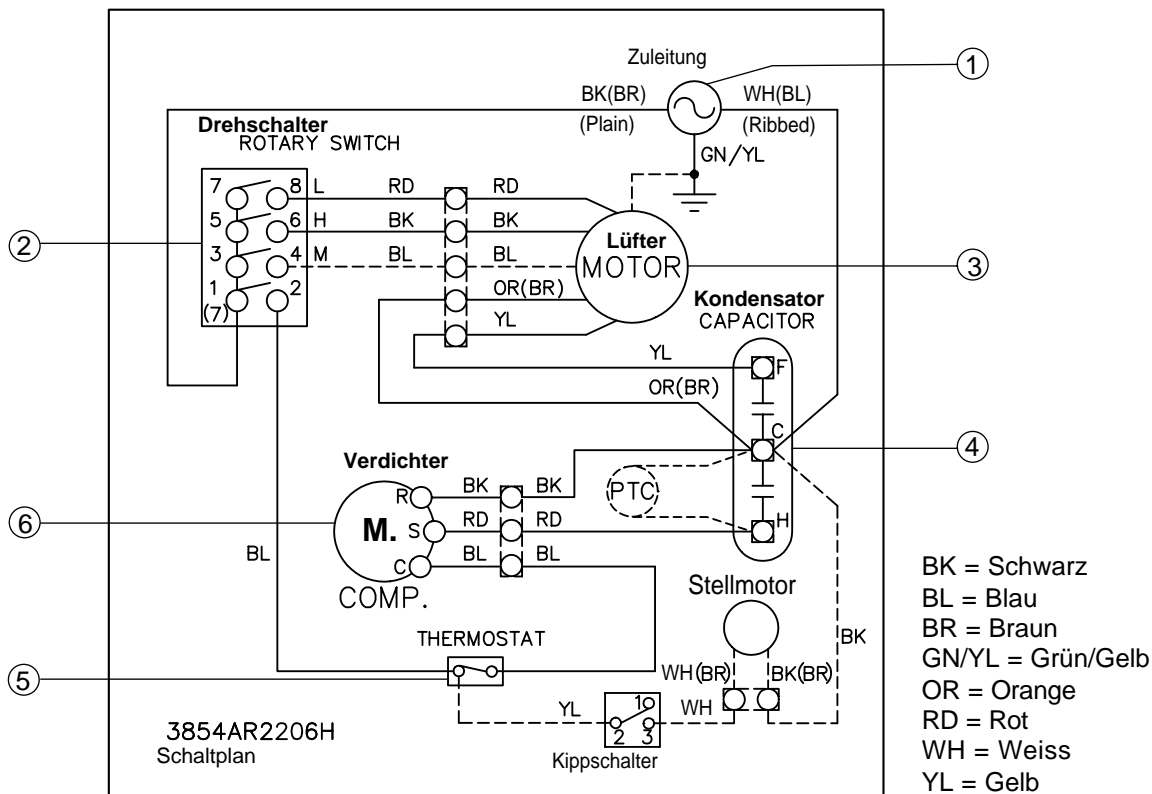 Zuleitung
①
BK(BR) WH(BL)
(Plain) (Ribbed)
GN/YL
Drehschalter
ROTARY SWITCH
②
7 8 L RD RD
5 6 H BK BK
3 4 M BL BL
1 2
(7)
OR(BR)
YL
Lüfter
MOTOR
③
Kondensator
CAPACITOR
YL F
OR(BR)
C
④
PTC
H
Verdichter
⑥
R BK BK
M. S RD RD
C BL BL
COMP.
BL
THERMOSTAT
⑤
Stellmotor
BK
WH(BR) BK(BR)
YL 1 WH
2 3
Kippschalter
3854AR2206H
Schaltplan
BK = Schwarz
BL = Blau
BR = Braun
GN/YL = Grün/Gelb
OR = Orange
RD = Rot
WH = Weiss
YL = Gelb